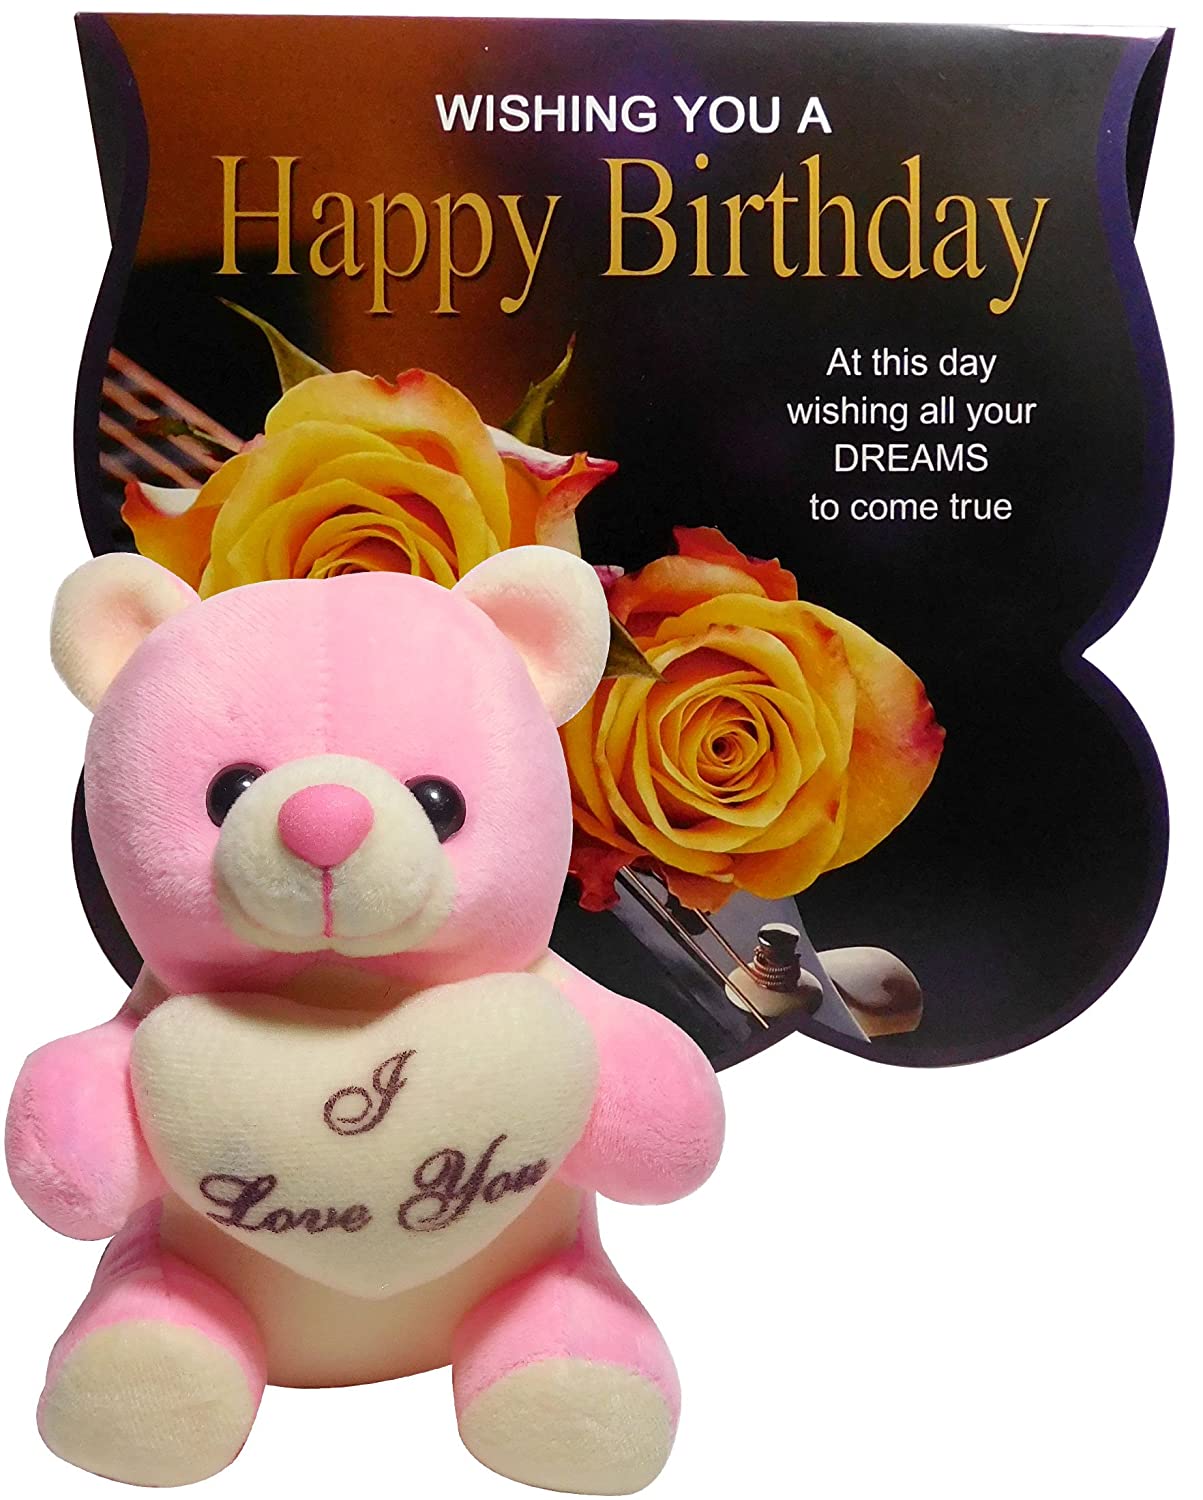 WISHING YOU A
Happy Birthday
At this day
wishing all your
DREAMS
to come true
I
Love You